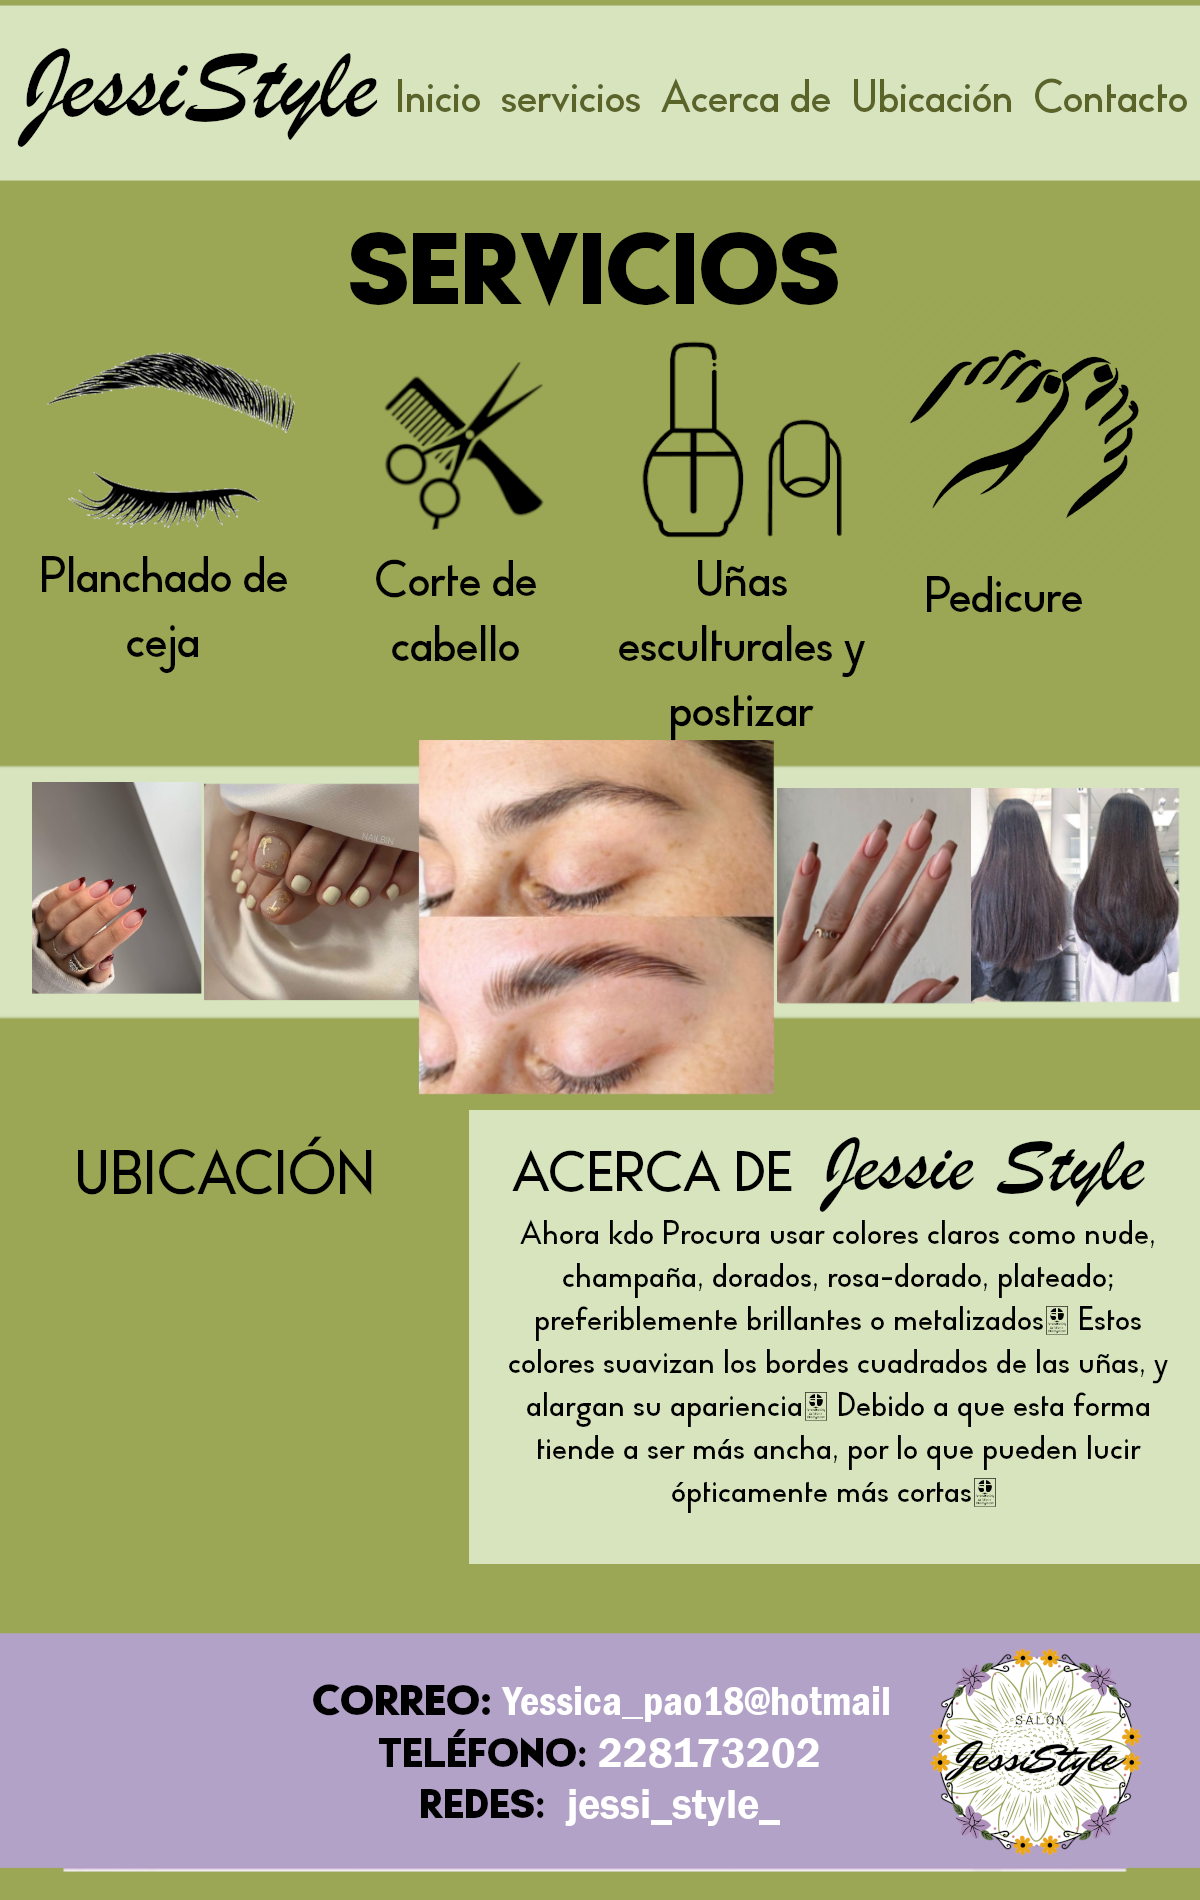 JessiStyle Inicio servicios Acerca de Ubicación Contacto
SERVICIOS
Planchado de
ceja
Corte de
cabello
Uñas
esculturales y
postizar
Pedicure
NAILBIN
UBICACIÓN
ACERCA DE Jessie Style
Ahora kdo Procura usar colores claros como nude,
champaña, dorados, rosa-dorado, plateado;
preferiblemente brillantes o metalizados Estos
colores suavizan los bordes cuadrados de las uñas, y
alargan su apariencia Debido a que esta forma
tiende a ser más ancha, por lo que pueden lucir
ópticamente más cortas
CORREO: Yessica_pao18@hotmail
TELÉFONO: 228173202
REDES: jessi_style_
SALÓN
JessiStyle